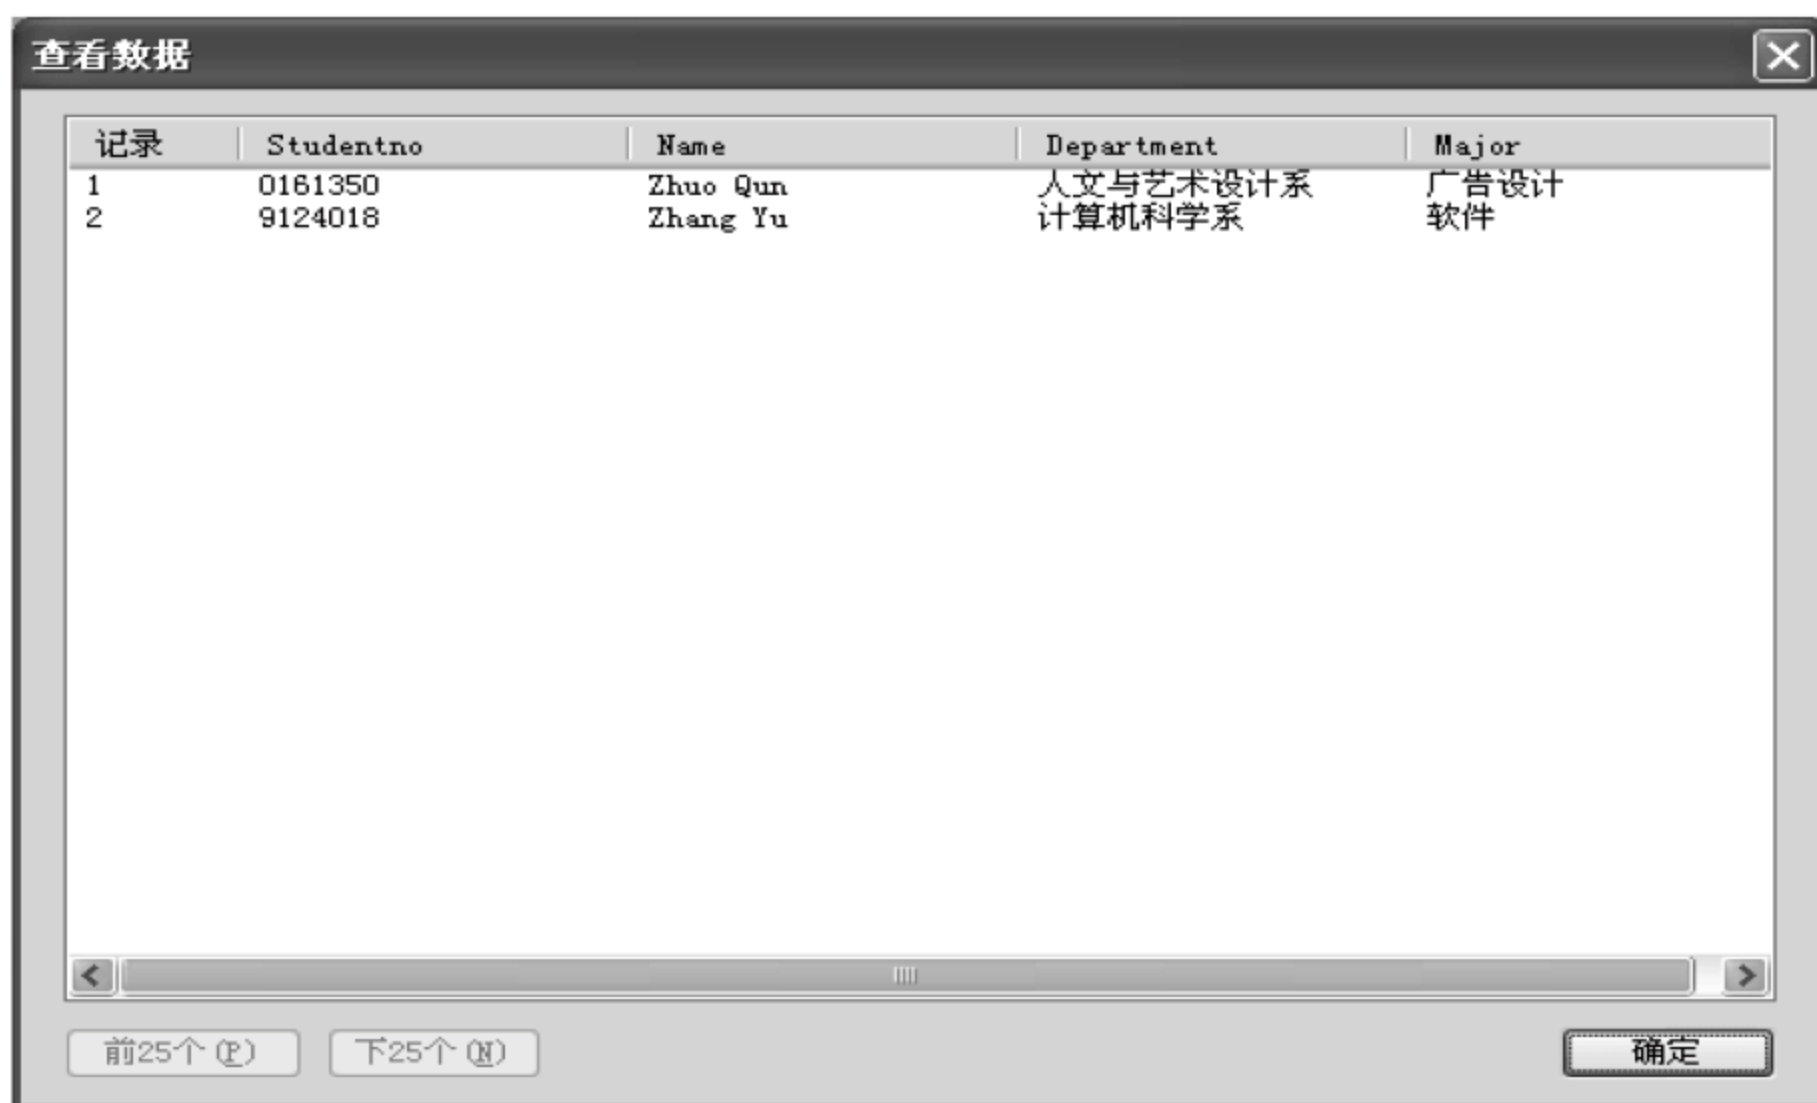 查看数据
记录 Studentno Name Department Major
1 0161350 Zhuo Qun 人文与艺术设计系 广告设计
2 9124018 Zhang Yu 计算机科学系 软件
前25个(P) 下25个(N) 确定